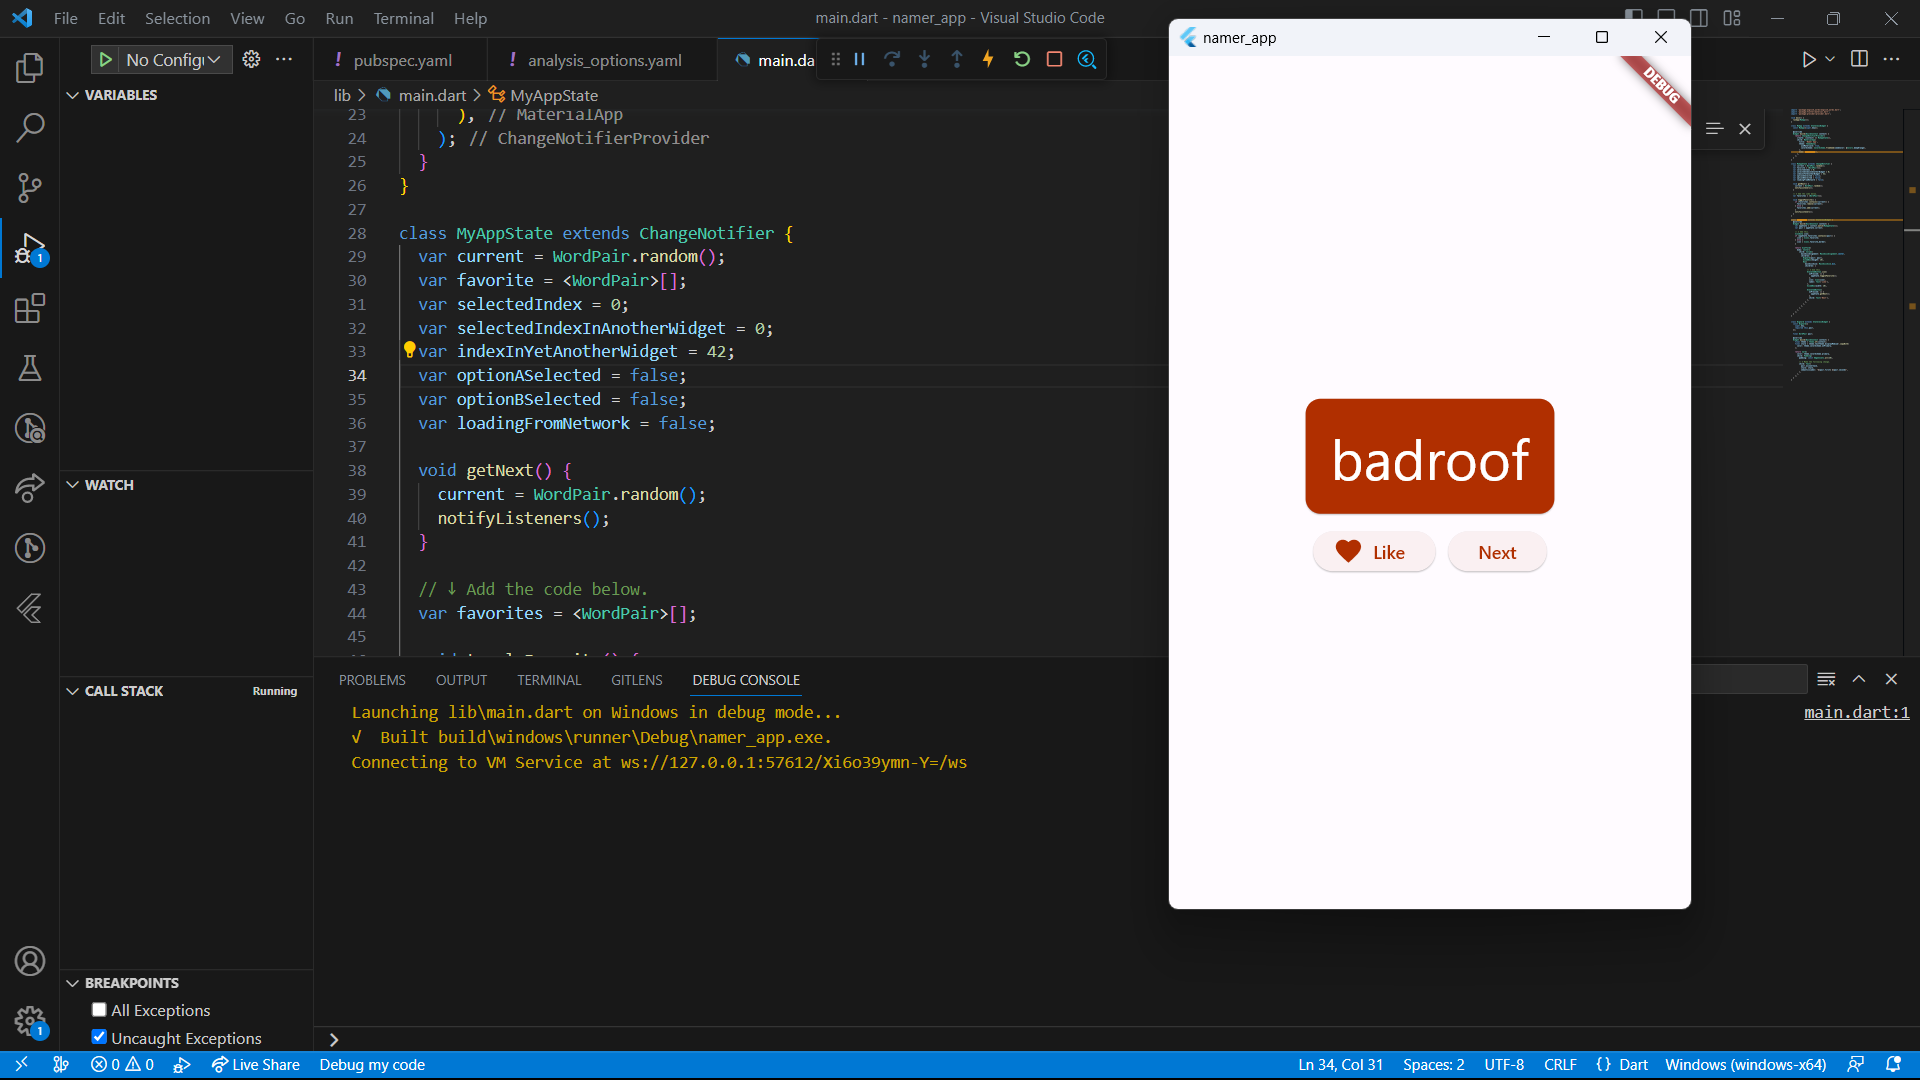 File Edit Selection View Go Run Terminal Help
main.dart - namer_app - Visual Studio Code
No Config
VARIABLES
WATCH
CALL STACK Running
BREAKPOINTS
All Exceptions
Uncaught Exceptions
1
1
! pubspec.yaml
! analysis_options.yaml
main.da
lib > main.dart > MyAppState
23 ), // MaterialApp
24 ); // ChangeNotifierProvider
25 }
26 }
27
28 class MyAppState extends ChangeNotifier {
29 var current = WordPair.random();
30 var favorite = <WordPair>[];
31 var selectedIndex = 0;
32 var selectedIndexInAnotherWidget = 0;
33 var indexInYetAnotherWidget = 42;
34 var optionASelected = false;
35 var optionBSelected = false;
36 var loadingFromNetwork = false;
37
38 void getNext() {
39 current = WordPair.random();
40 notifyListeners();
41 }
42
43 // ↓ Add the code below.
44 var favorites = <WordPair>[];
45
PROBLEMS OUTPUT TERMINAL GITLENS DEBUG CONSOLE
Launching lib\main.dart on Windows in debug mode...
√ Built build\windows\runner\Debug\namer_app.exe.
Connecting to VM Service at ws://127.0.0.1:57612/Xi6o39ymn-Y=/ws
main.dart:1
namer_app
DEBUG
badroof
Like
Next
0 0 Live Share Debug my code
Ln 34, Col 31 Spaces: 2 UTF-8 CRLF {} Dart Windows (windows-x64)